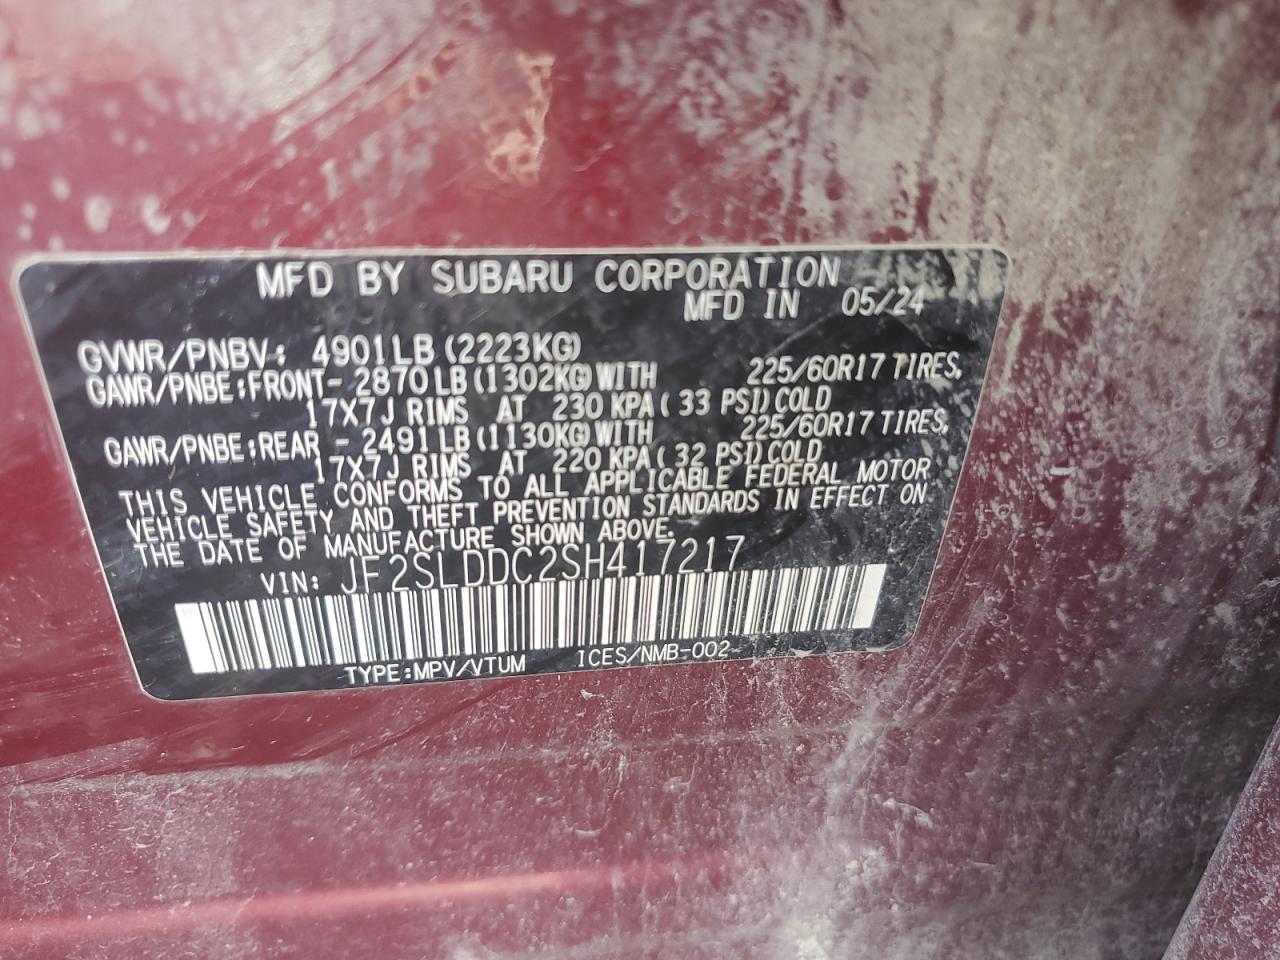 MFD BY SUBARU CORPORATION
MFD IN 05/24
GVWR/PNBV: 4901LB (2223KG)
GAWR/PNBE:FRONT- 2870LB(1302KG)WITH 225/60R17 TIRES,
17X7J RIMS AT 230 KPA( 33 PSI)COLD
GAWR/PNBE:REAR - 2491LB(1130KG)WITH 225/60R17 TIRES,
17X7J RIMS AT 220 KPA( 32 PSI)COLD
THIS VEHICLE CONFORMS TO ALL APPLICABLE FEDERAL MOTOR
VEHICLE SAFETY AND THEFT PREVENTION STANDARDS IN EFFECT ON
THE DATE OF MANUFACTURE SHOWN ABOVE.
VIN: JF2SLDDC2SH417217
TYPE:MPV/VTUM ICES/NMB-002